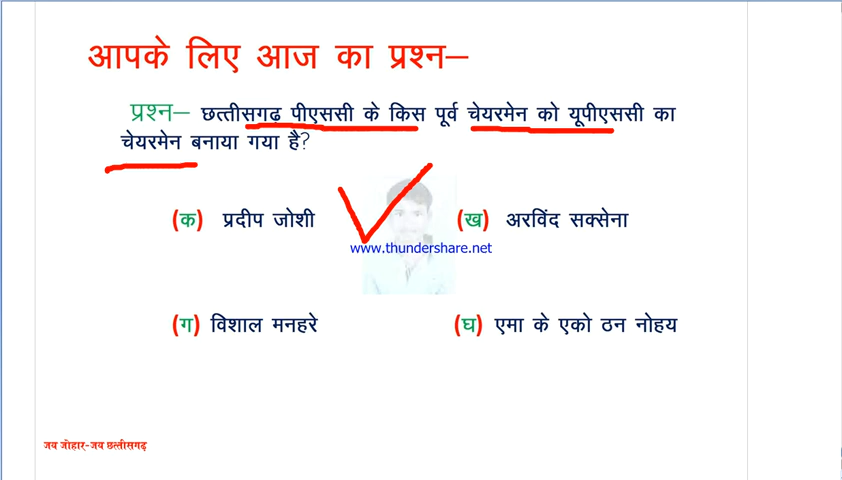 आपके लिए आज का प्रश्न–
प्रश्न– छत्तीसगढ़ पीएससी के किस पूर्व चेयरमेन को यूपीएससी का
चेयरमेन बनाया गया है?
(क) प्रदीप जोशी (ख) अरविंद सक्सेना
www.thundershare.net
(ग) विशाल मनहरे (घ) एमा के एको ठन नोहय
जय जोहार-जय छत्तीसगढ़